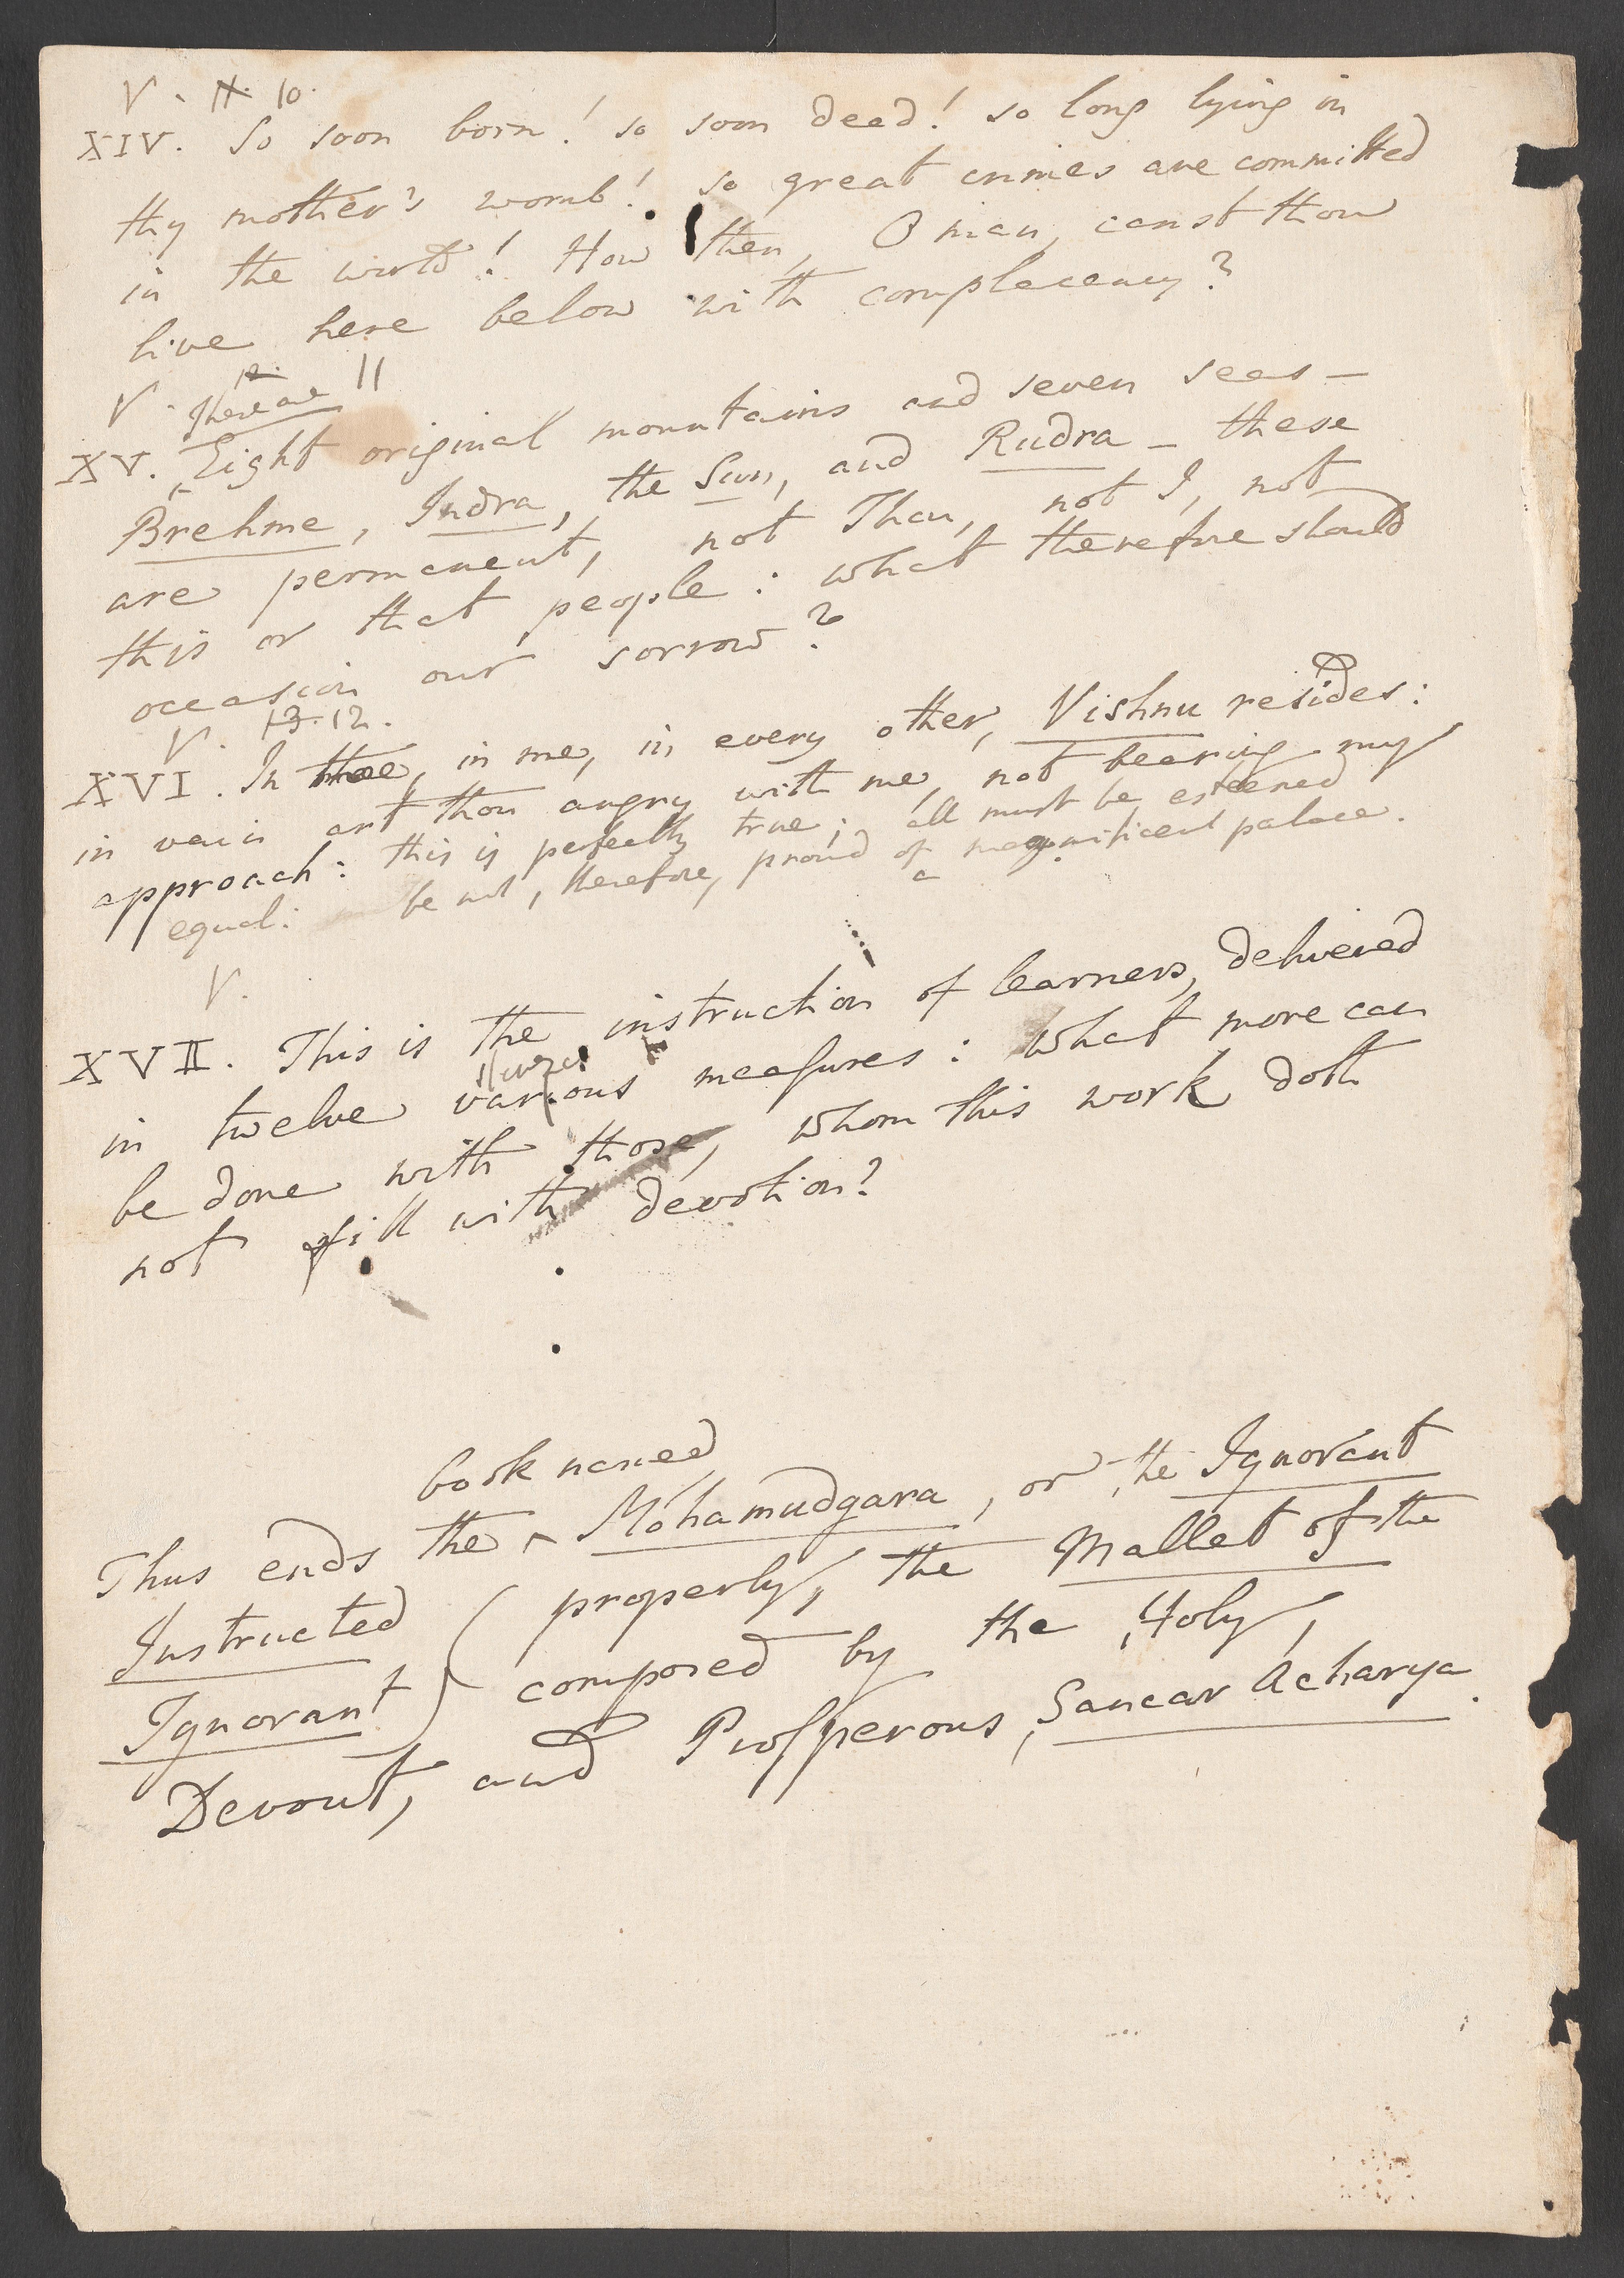 V. 11. 10.
XIV. So soon born! so soon dead! so long lying in
thy mother's womb! so great crimes are committed
in the world! How then, O man, canst thou
live here below with complacency?
V. 12. 11
There are
XV. Eight original mountains and seven seas –
Brehme, Indra, the Sun, and Rudra – these
are permanent, not Thou, not I, not
this or that people: what therefore should
occasion our sorrow?
V. 13. 12.
XVI. In thee, in me, in every other, Vishnu resides:
in vain art thou angry with me, not bearing my
approach: this is perfectly true; all must be esteemed
equal: be not, therefore, proud of a magnificent palace.
V.
XVII. This is the instruction of learners, delivered
in twelve various measures: what more can
be done with those, whom this work doth
not fill with devotion?
book named
Thus ends the ^ Móhamudgara, or the Ignorant
Instructed (properly, the Mallet of the
Ignorant) composed by the Holy,
Devout, and Prosperous, Sancar Acharya.